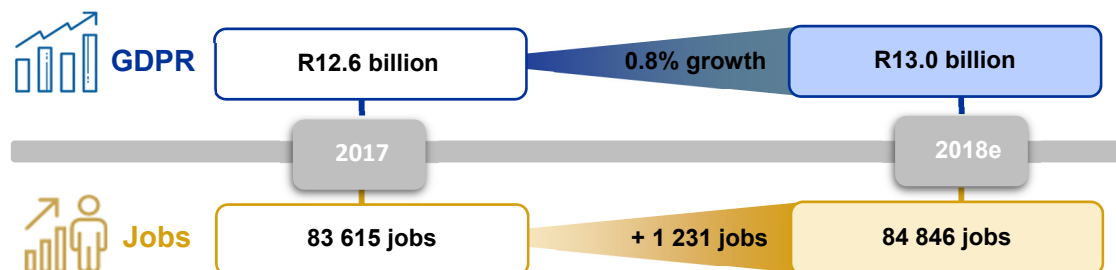 GDPR
R12.6 billion
0.8% growth
R13.0 billion
2017
2018e
Jobs
83 615 jobs
+ 1 231 jobs
84 846 jobs